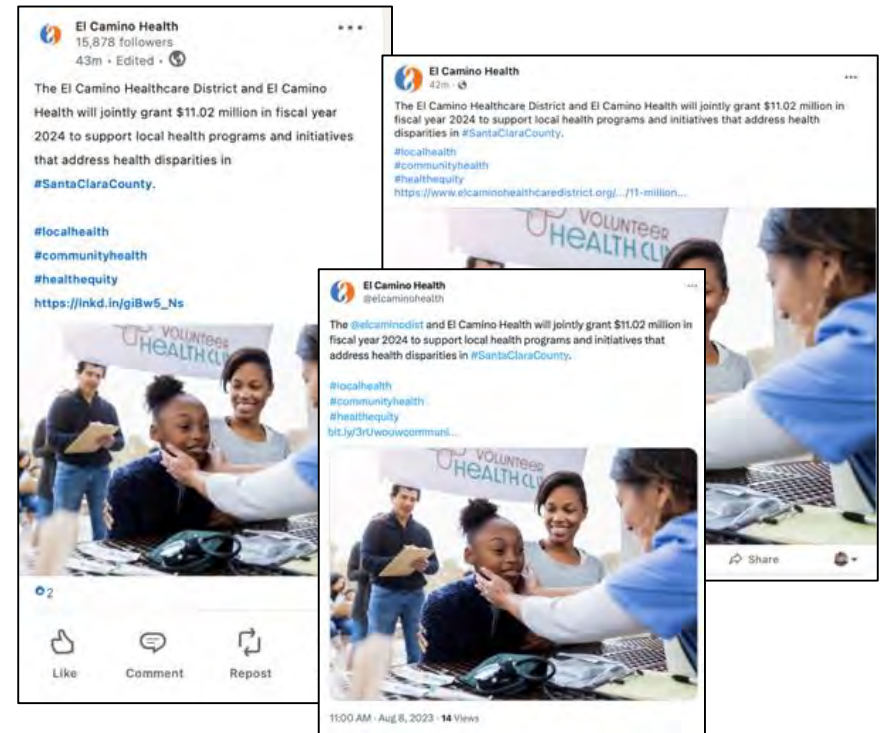 El Camino Health
15,878 followers
43m • Edited •
The El Camino Healthcare District and El Camino
Health will jointly grant $11.02 million in fiscal year
2024 to support local health programs and initiatives
that address health disparities in
#SantaClaraCounty.
#localhealth
#communityhealth
#healthequity
https://lnkd.in/giBw5_Ns
VOLUNTEER
HEALTH CLI
2
Like
Comment
Repost
El Camino Health
42m ·
The El Camino Healthcare District and El Camino Health will jointly grant $11.02 million in
fiscal year 2024 to support local health programs and initiatives that address health
disparities in #SantaClaraCounty.
#localhealth
#communityhealth
#healthequity
https://www.elcaminohealthcaredistrict.org/.../11-million...
VOLUNTEER
HEALTH CLI
Share
El Camino Health
@elcaminohealth
The @elcaminodist and El Camino Health will jointly grant $11.02 million in
fiscal year 2024 to support local health programs and initiatives that
address health disparities in #SantaClaraCounty.
#localhealth
#communityhealth
#healthequity
VOLUNTEER
HEALTH CLI
11:00 AM · Aug 8, 2023 · 14 Views